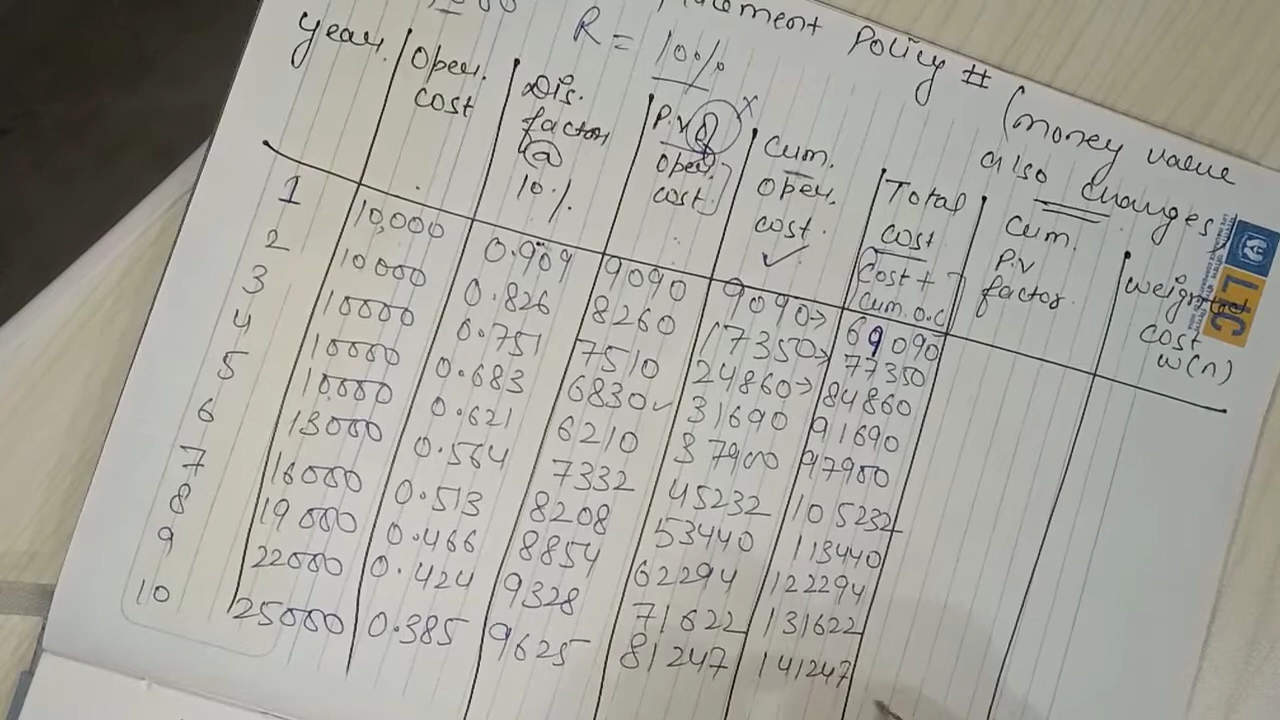 Policy #
R = 10%
(money value
also changes
Year. | Oper. cost | Dis. factor @ 10% | P.V of oper. cost | Cum. oper. cost. | Total cost [Cost + Cum. O.C] | Cum. P.V factor. | weighted cost w(n)
1 | 10,000 | 0.909 | 9090 | 9090→ | 69090
2 | 10000 | 0.826 | 8260 | 17350→ | 77350
3 | 10000 | 0.751 | 7510 | 24860→ | 84860
4 | 10000 | 0.683 | 6830 | 31690 | 91690
5 | 10000 | 0.621 | 6210 | 37900 | 97900
6 | 13000 | 0.564 | 7332 | 45232 | 105232
7 | 16000 | 0.513 | 8208 | 53440 | 113440
8 | 19000 | 0.466 | 8854 | 62294 | 122294
9 | 22000 | 0.424 | 9328 | 71622 | 131622
10 | 25000 | 0.385 | 9625 | 81247 | 141247
LIC